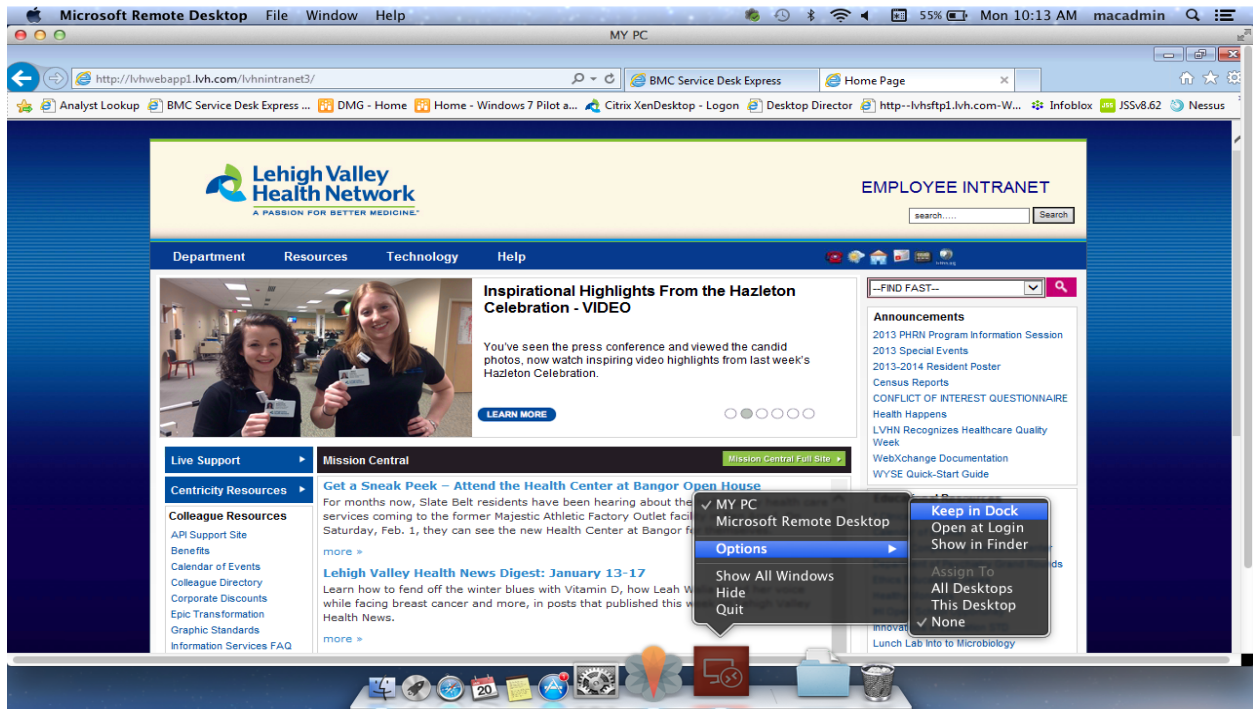 Microsoft Remote Desktop File Window Help 55% Mon 10:13 AM macadmin
MY PC
http://lvhwebapp1.lvh.com/lvhnintranet3/
BMC Service Desk Express
Home Page
Analyst Lookup BMC Service Desk Express ... DMG - Home Home - Windows 7 Pilot a... Citrix XenDesktop - Logon Desktop Director http--lvhsftp1.lvh.com-W... Infoblox JSSv8.62 Nessus
Lehigh Valley
Health Network
A PASSION FOR BETTER MEDICINE.
EMPLOYEE INTRANET
search.....
Search
Department Resources Technology Help
Inspirational Highlights From the Hazleton
Celebration - VIDEO
You've seen the press conference and viewed the candid
photos, now watch inspiring video highlights from last week's
Hazleton Celebration.
LEARN MORE
--FIND FAST--
Announcements
2013 PHRN Program Information Session
2013 Special Events
2013-2014 Resident Poster
Census Reports
CONFLICT OF INTEREST QUESTIONNAIRE
Health Happens
LVHN Recognizes Healthcare Quality
Week
WebXchange Documentation
WYSE Quick-Start Guide
Live Support
Centricity Resources
Colleague Resources
API Support Site
Benefits
Calendar of Events
Colleague Directory
Corporate Discounts
Epic Transformation
Graphic Standards
Information Services FAQ
Mission Central
Mission Central Full Site
Get a Sneak Peek – Attend the Health Center at Bangor Open House
For months now, Slate Belt residents have been hearing about the
services coming to the former Majestic Athletic Factory Outlet
Saturday, Feb. 1, they can see the new Health Center at Bangor
more »
Lehigh Valley Health News Digest: January 13-17
Learn how to fend off the winter blues with Vitamin D, how Leah
while facing breast cancer and more, in posts that published this
Health News.
more »
MY PC
Microsoft Remote Desktop
Options
Show All Windows
Hide
Quit
Keep in Dock
Open at Login
Show in Finder
Assign To
All Desktops
This Desktop
None
Lunch Lab Into to Microbiology
20